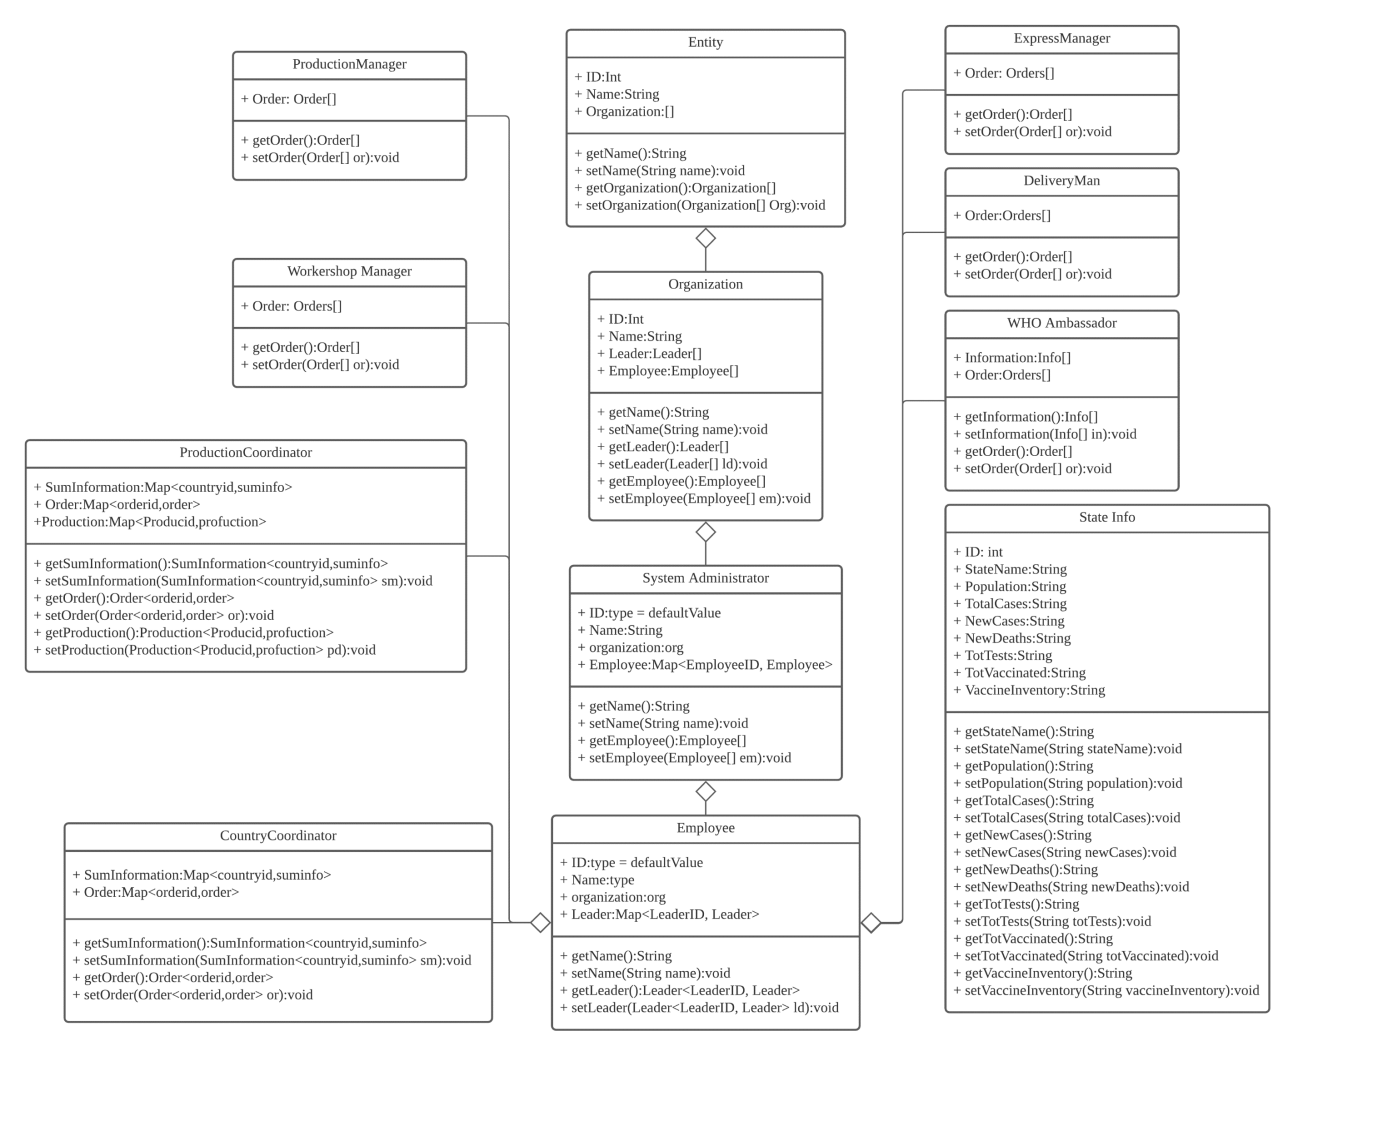 ProductionManager
+ Order: Order[]
+ getOrder():Order[]
+ setOrder(Order[] or):void
Workershop Manager
+ Order: Orders[]
+ getOrder():Order[]
+ setOrder(Order[] or):void
ProductionCoordinator
+ SumInformation:Map<countryid,suminfo>
+ Order:Map<orderid,order>
+Production:Map<Producid,profuction>
+ getSumInformation():SumInformation<countryid,suminfo>
+ setSumInformation(SumInformation<countryid,suminfo> sm):void
+ getOrder():Order<orderid,order>
+ setOrder(Order<orderid,order> or):void
+ getProduction():Production<Producid,profuction>
+ setProduction(Production<Producid,profuction> pd):void
CountryCoordinator
+ SumInformation:Map<countryid,suminfo>
+ Order:Map<orderid,order>
+ getSumInformation():SumInformation<countryid,suminfo>
+ setSumInformation(SumInformation<countryid,suminfo> sm):void
+ getOrder():Order<orderid,order>
+ setOrder(Order<orderid,order> or):void
Entity
+ ID:Int
+ Name:String
+ Organization:[]
+ getName():String
+ setName(String name):void
+ getOrganization():Organization[]
+ setOrganization(Organization[] Org):void
Organization
+ ID:Int
+ Name:String
+ Leader:Leader[]
+ Employee:Employee[]
+ getName():String
+ setName(String name):void
+ getLeader():Leader[]
+ setLeader(Leader[] ld):void
+ getEmployee():Employee[]
+ setEmployee(Employee[] em):void
System Administrator
+ ID:type = defaultValue
+ Name:String
+ organization:org
+ Employee:Map<EmployeeID, Employee>
+ getName():String
+ setName(String name):void
+ getEmployee():Employee[]
+ setEmployee(Employee[] em):void
Employee
+ ID:type = defaultValue
+ Name:type
+ organization:org
+ Leader:Map<LeaderID, Leader>
+ getName():String
+ setName(String name):void
+ getLeader():Leader<LeaderID, Leader>
+ setLeader(Leader<LeaderID, Leader> ld):void
ExpressManager
+ Order: Orders[]
+ getOrder():Order[]
+ setOrder(Order[] or):void
DeliveryMan
+ Order:Orders[]
+ getOrder():Order[]
+ setOrder(Order[] or):void
WHO Ambassador
+ Information:Info[]
+ Order:Orders[]
+ getInformation():Info[]
+ setInformation(Info[] in):void
+ getOrder():Order[]
+ setOrder(Order[] or):void
State Info
+ ID: int
+ StateName:String
+ Population:String
+ TotalCases:String
+ NewCases:String
+ NewDeaths:String
+ TotTests:String
+ TotVaccinated:String
+ VaccineInventory:String
+ getStateName():String
+ setStateName(String stateName):void
+ getPopulation():String
+ setPopulation(String population):void
+ getTotalCases():String
+ setTotalCases(String totalCases):void
+ getNewCases():String
+ setNewCases(String newCases):void
+ getNewDeaths():String
+ setNewDeaths(String newDeaths):void
+ getTotTests():String
+ setTotTests(String totTests):void
+ getTotVaccinated():String
+ setTotVaccinated(String totVaccinated):void
+ getVaccineInventory():String
+ setVaccineInventory(String vaccineInventory):void